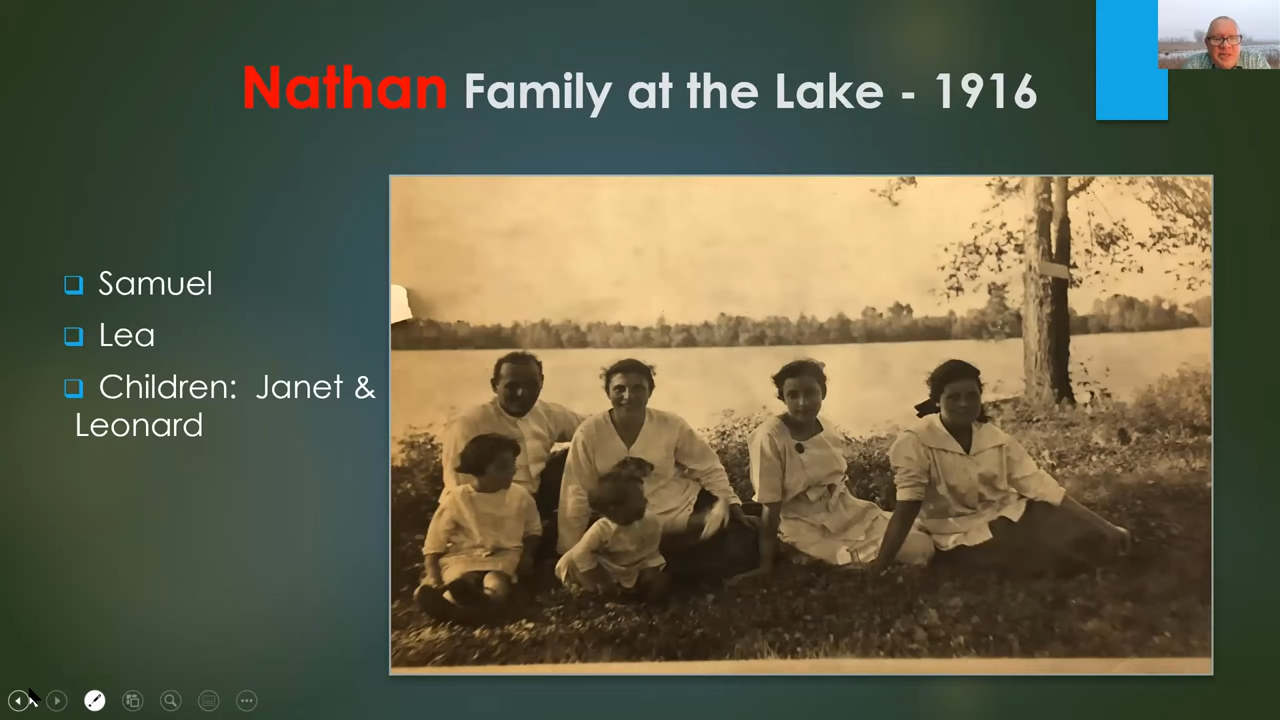 Nathan Family at the Lake - 1916
Samuel
Lea
Children: Janet &
Leonard